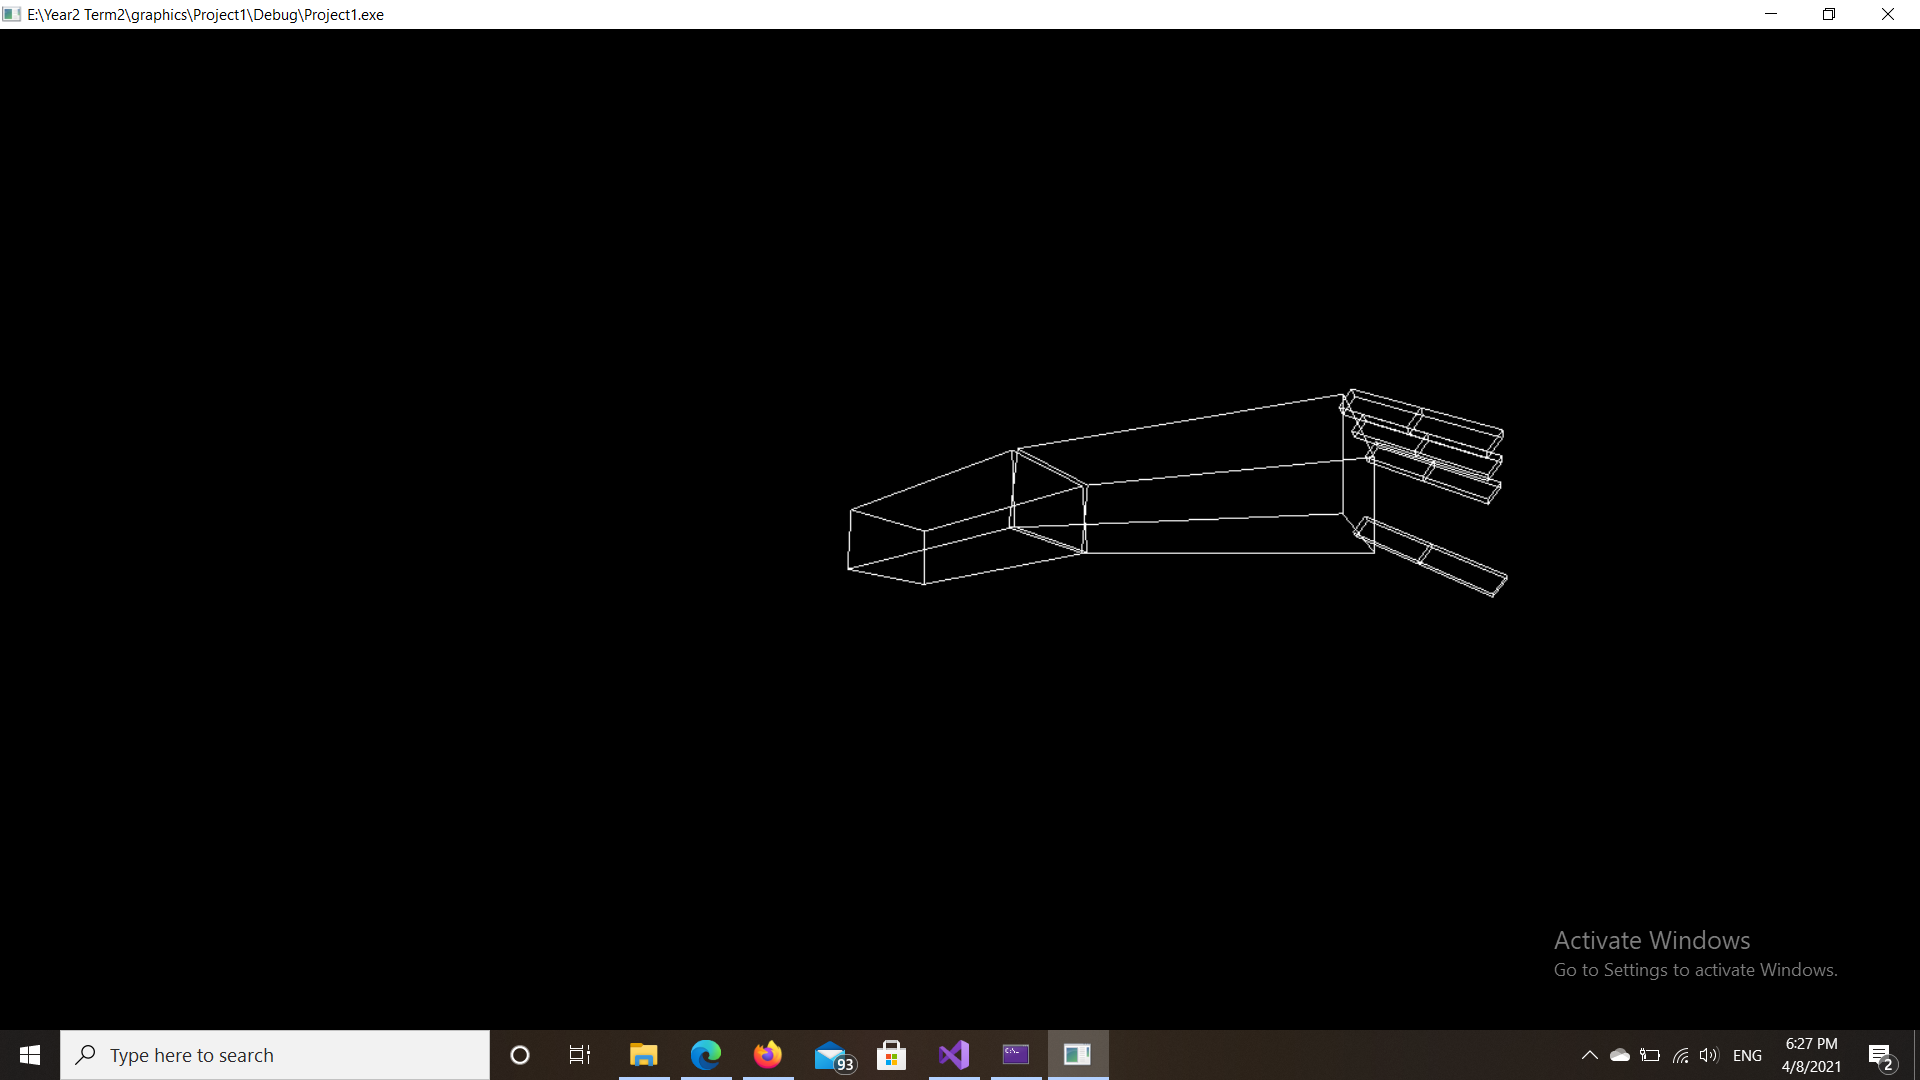 E:\Year2 Term2\graphics\Project1\Debug\Project1.exe
Activate Windows
Go to Settings to activate Windows.
Type here to search
93
C:\.
ENG
6:27 PM
4/8/2021
2